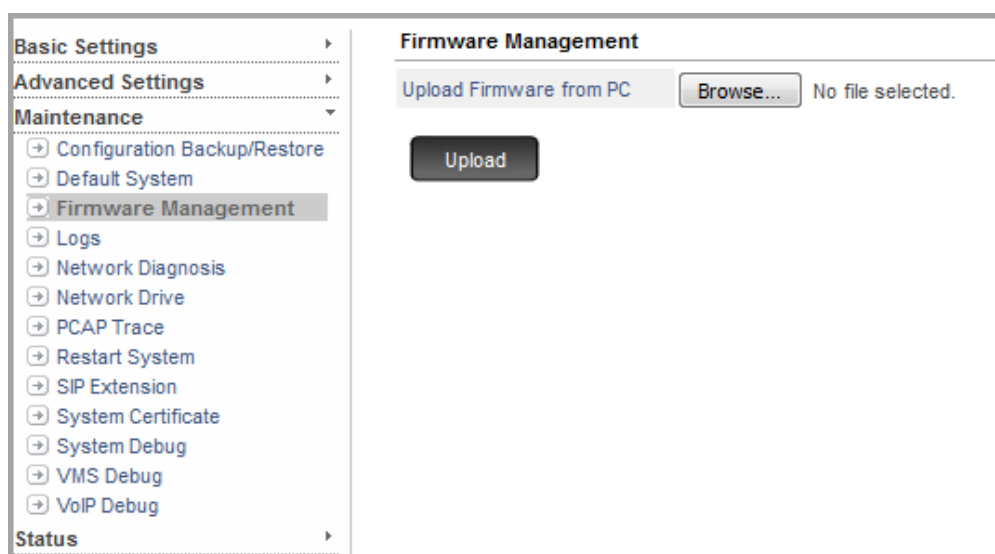 Basic Settings
Advanced Settings
Maintenance
Configuration Backup/Restore
Default System
Firmware Management
Logs
Network Diagnosis
Network Drive
PCAP Trace
Restart System
SIP Extension
System Certificate
System Debug
VMS Debug
VoIP Debug
Status
Firmware Management
Upload Firmware from PC Browse... No file selected.
Upload